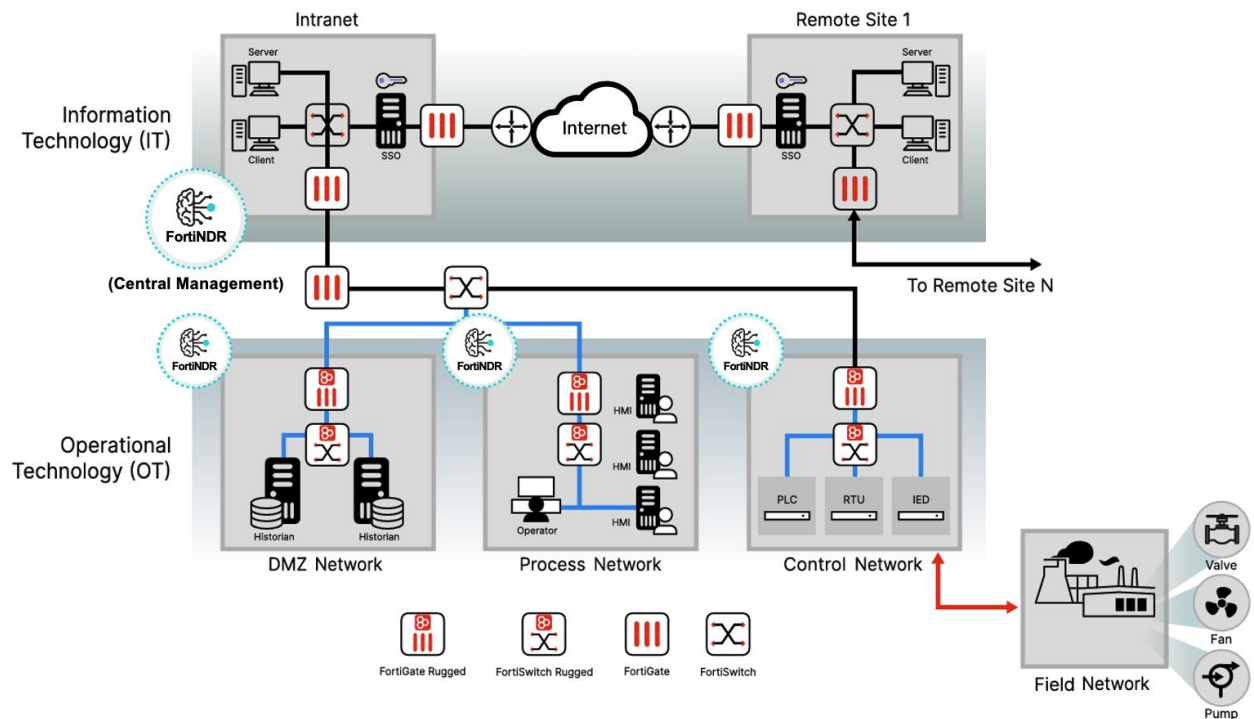 Intranet
Remote Site 1
Server
Server
Information
Technology (IT)
Internet
Client
SSO
SSO
Client
FortiNDR
(Central Management)
To Remote Site N
FortiNDR
FortiNDR
FortiNDR
HMI
Operational
Technology (OT)
HMI
PLC
RTU
IED
HMI
Historian
Historian
Operator
DMZ Network
Process Network
Control Network
Valve
Fan
FortiGate Rugged
FortiSwitch Rugged
FortiGate
FortiSwitch
Field Network
Pump